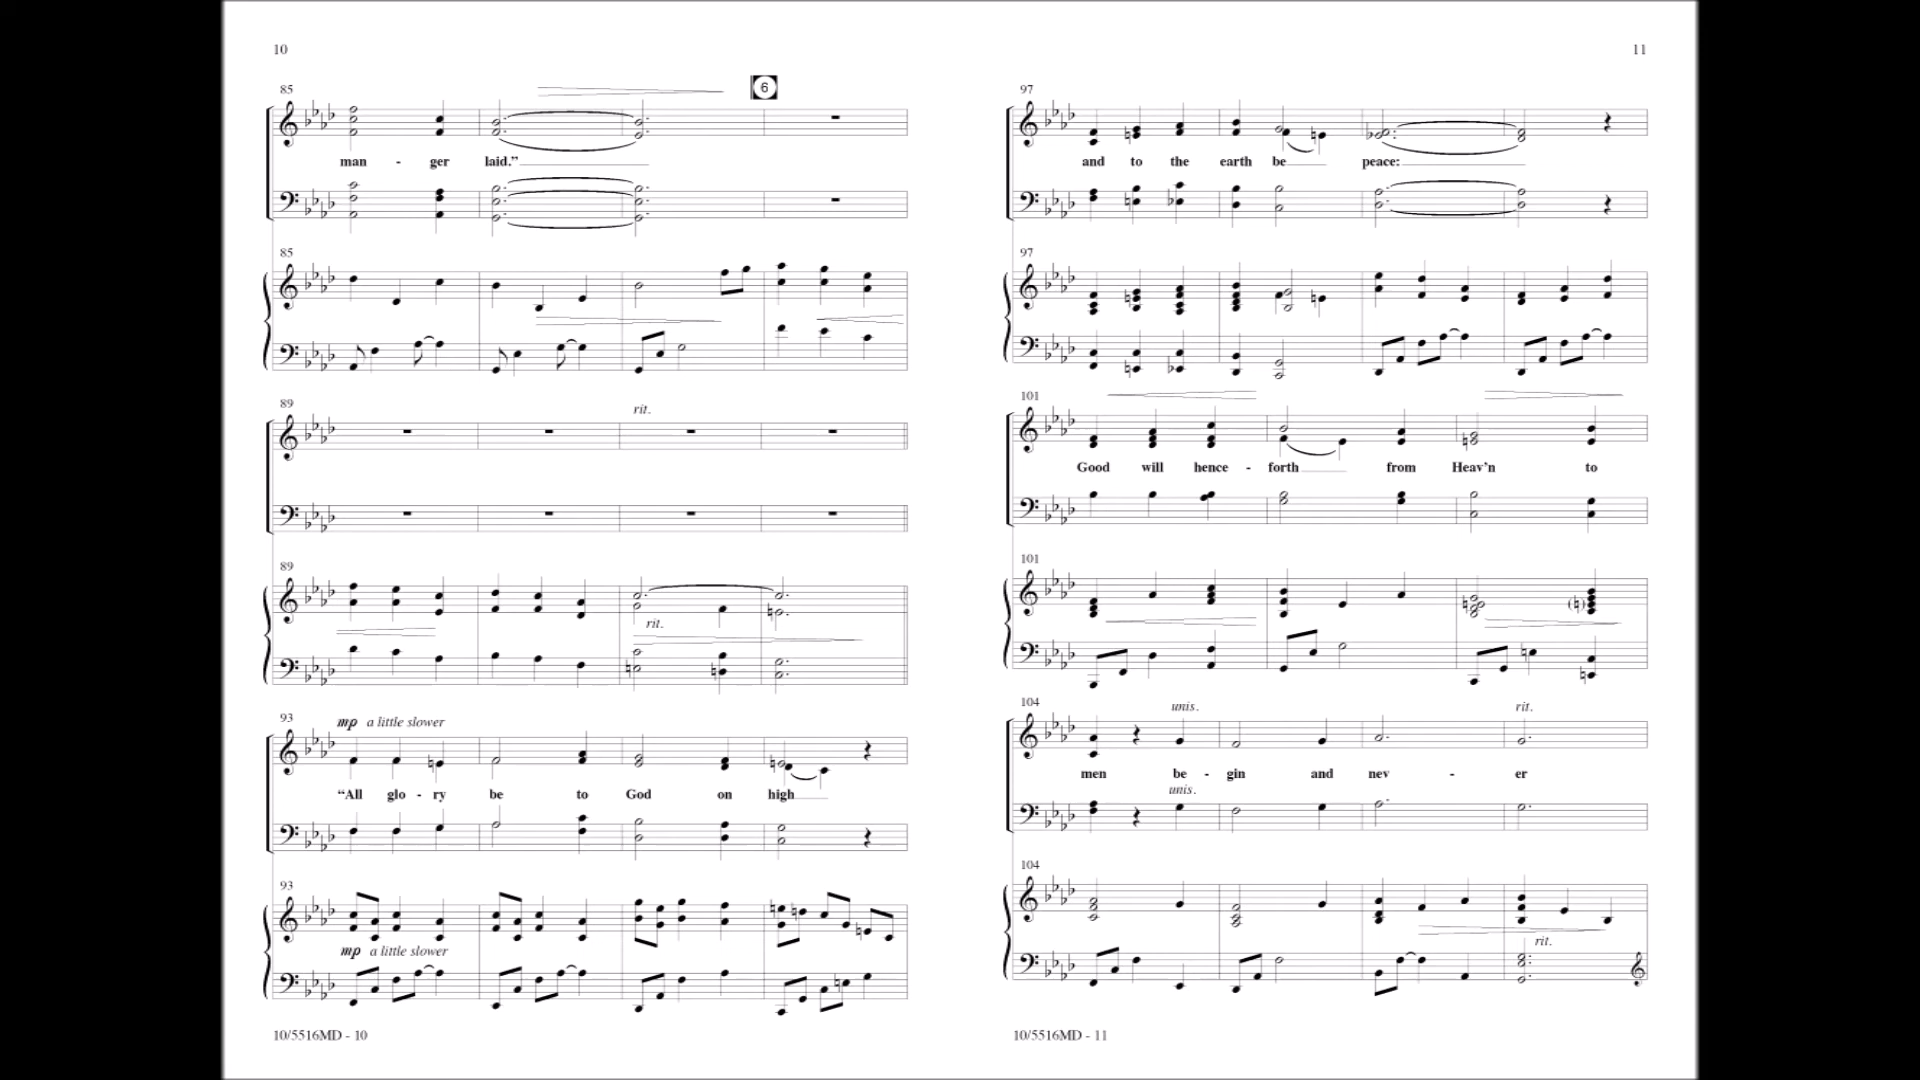 10
85
6
man - ger laid.”
85
89
rit.
89
rit.
93
mp a little slower
“All glo - ry be to God on high
93
mp a little slower
10/5516MD - 10
11
97
and to the earth be peace:
97
101
Good will hence - forth from Heav’n to
101
104
unis.
rit.
men be - gin and nev - er
unis.
104
rit.
10/5516MD - 11